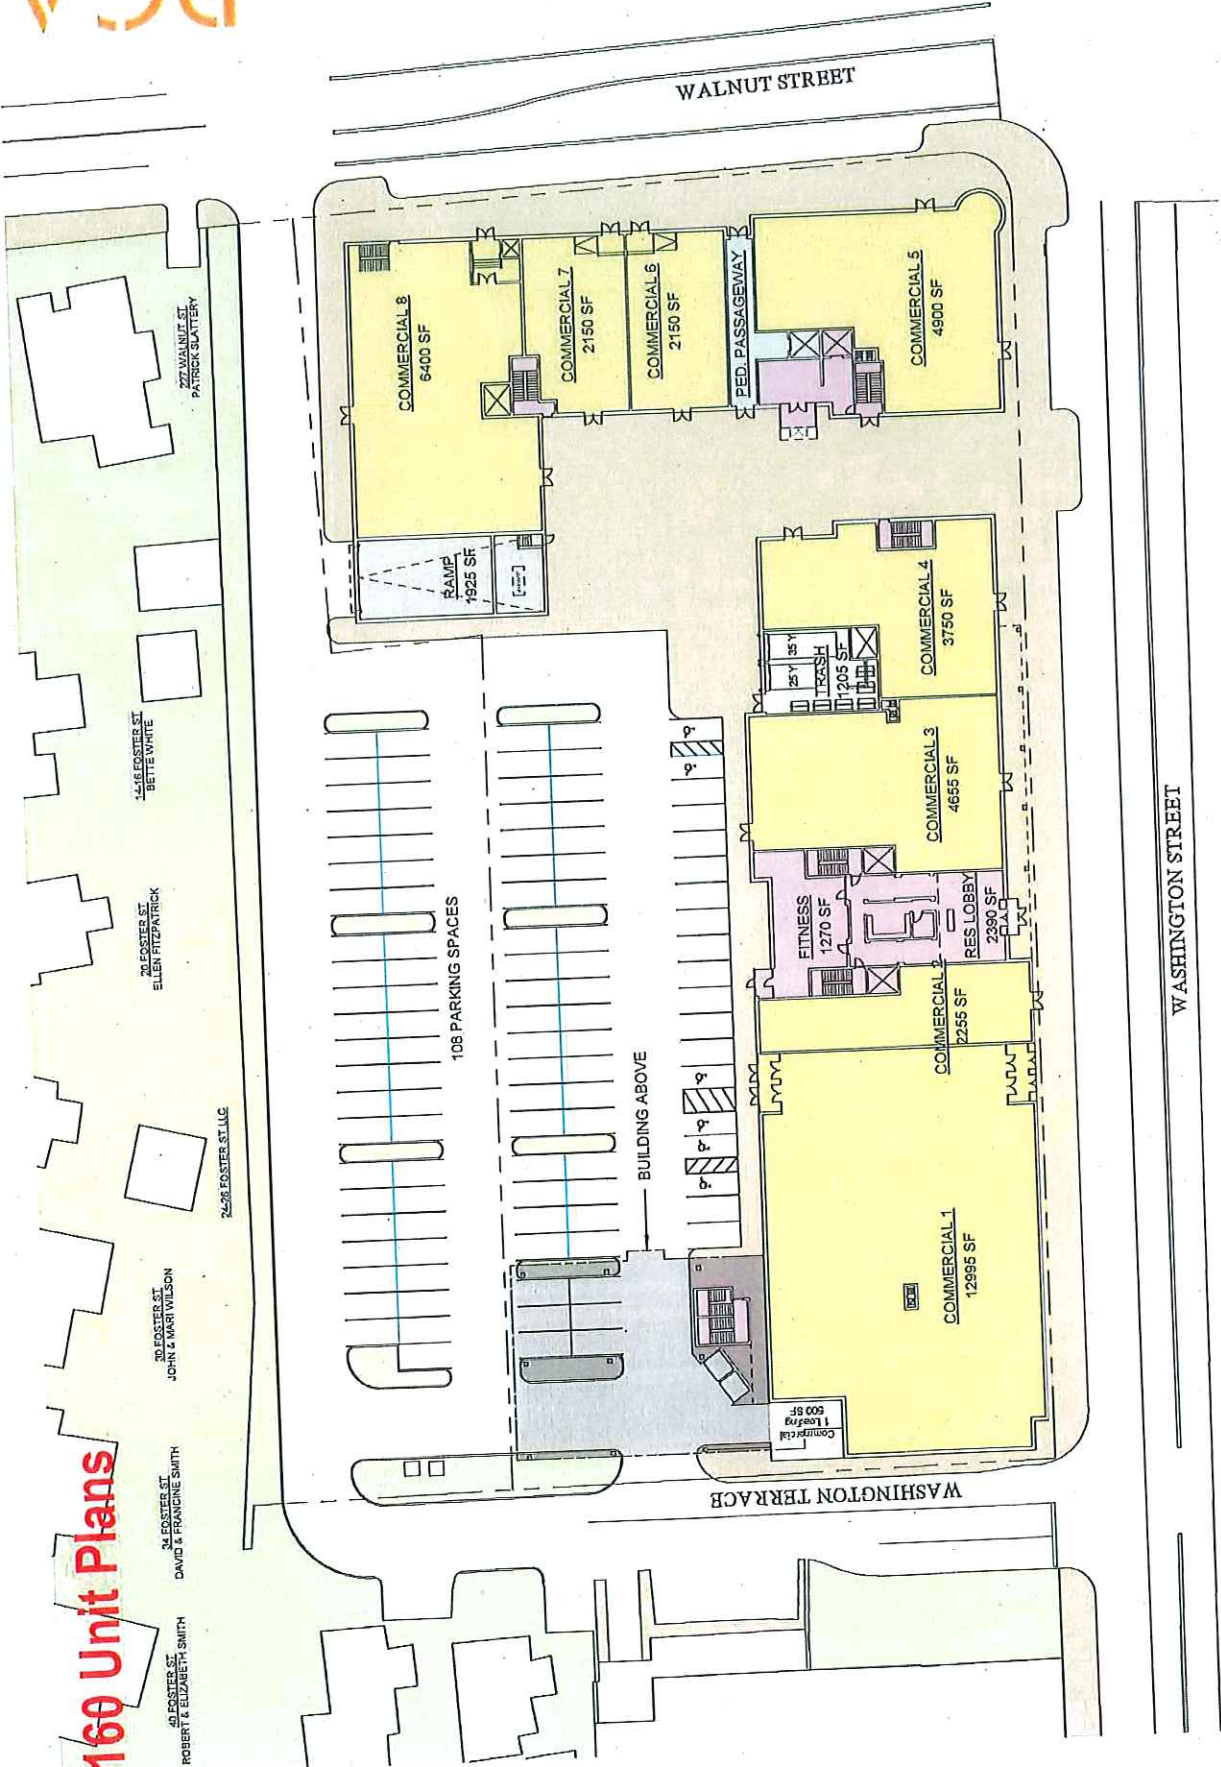 160 Unit Plans
WALNUT STREET
227 WALNUT ST
PATRICK SLATTERY
14-16 FOSTER ST
BETTE WHITE
20 FOSTER ST
ELLEN FITZPATRICK
24-26 FOSTER ST LLC
30 FOSTER ST
JOHN & MARI WILSON
34 FOSTER ST
DAVID & FRANCINE SMITH
40 FOSTER ST
ROBERT & ELIZABETH SMITH
COMMERCIAL 8
6400 SF
COMMERCIAL 7
2150 SF
COMMERCIAL 6
2150 SF
PED. PASSAGEWAY
COMMERCIAL 5
4900 SF
RAMP
1925 SF
COMMERCIAL 4
3750 SF
25 Y
35 Y
TRASH
1205 SF
COMMERCIAL 3
4655 SF
FITNESS
1270 SF
RES LOBBY
2390 SF
COMMERCIAL 2
2255 SF
108 PARKING SPACES
BUILDING ABOVE
COMMERCIAL 1
12995 SF
Commercial
1 Loading
500 SF
WASHINGTON TERRACE
WASHINGTON STREET